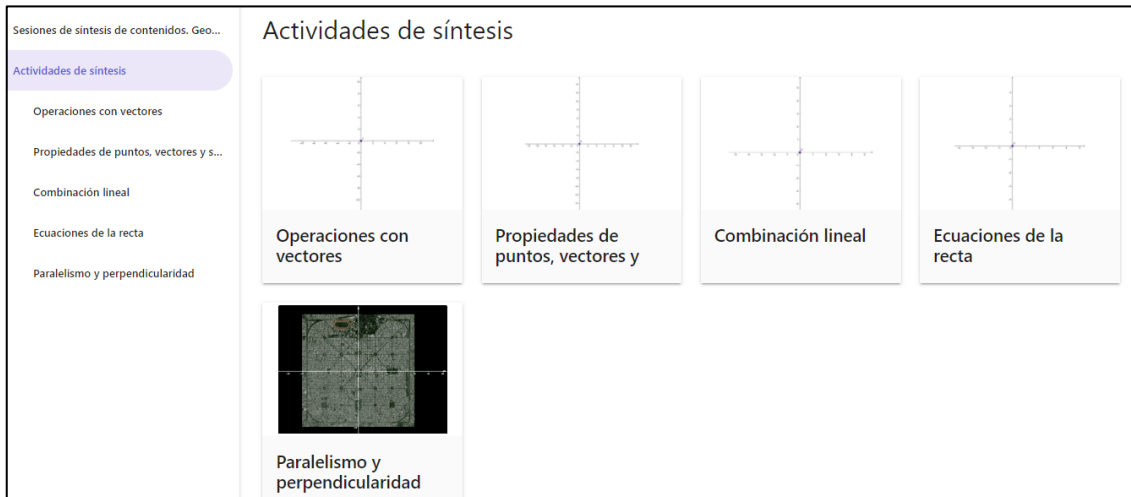 Sesiones de síntesis de contenidos. Geo...
Actividades de síntesis
Operaciones con vectores
Propiedades de puntos, vectores y s...
Combinación lineal
Ecuaciones de la recta
Paralelismo y perpendicularidad
Actividades de síntesis
Operaciones con
vectores
Propiedades de
puntos, vectores y
Combinación lineal
Ecuaciones de la
recta
Paralelismo y
perpendicularidad